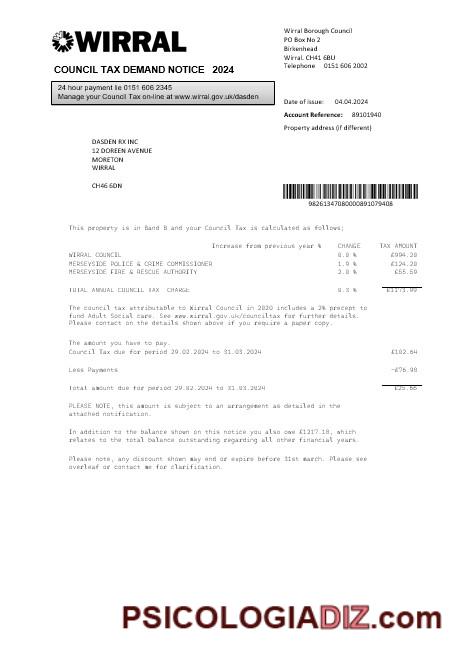 WIRRAL
COUNCIL TAX DEMAND NOTICE 2024
24 hour payment lie 0151 606 2345
Manage your Council Tax on-line at www.wirral.gov.uk/dasden
Wirral Borough Council
PO Box No 2
Birkenhead
Wirral. CH41 6BU
Telephone 0151 606 2002
Date of issue: 04.04.2024
Account Reference: 89101940
Property address (if different)
DASDEN RX INC
12 DOREEN AVENUE
MORETON
WIRRAL
CH46 6DN
98261347080000891079408
This property is in Band B and your Council Tax is calculated as follows;
Increase from previous year % CHANGE TAX AMOUNT
WIRRAL COUNCIL 0.0 % £994.20
MERSEYSIDE POLICE & CRIME COMMISSIONER 1.9 % £124.20
MERSEYSIDE FIRE & RESCUE AUTHORITY 2.0 % £55.59
TOTAL ANNUAL COUNCIL TAX CHARGE 0.3 % £1173.99
The council tax attributable to Wirral Council in 2020 includes a 2% precept to
fund Adult Social care. See www.wirral.gov.uk/counciltax for further details.
Please contact on the details shown above if you require a paper copy.
The amount you have to pay.
Council Tax due for period 29.02.2024 to 31.03.2024 £102.64
Less Payments -£76.98
Total amount due for period 29.02.2024 to 31.03.2024 £25.66
PLEASE NOTE, this amount is subject to an arrangement as detailed in the
attached notification.
In addition to the balance shown on this notice you also owe £1217.18, which
relates to the total balance outstanding regarding all other financial years.
Please note, any discount shown may end or expire before 31st march. Please see
overleaf or contact me for clarification.
PSICOLOGIADIZ.com